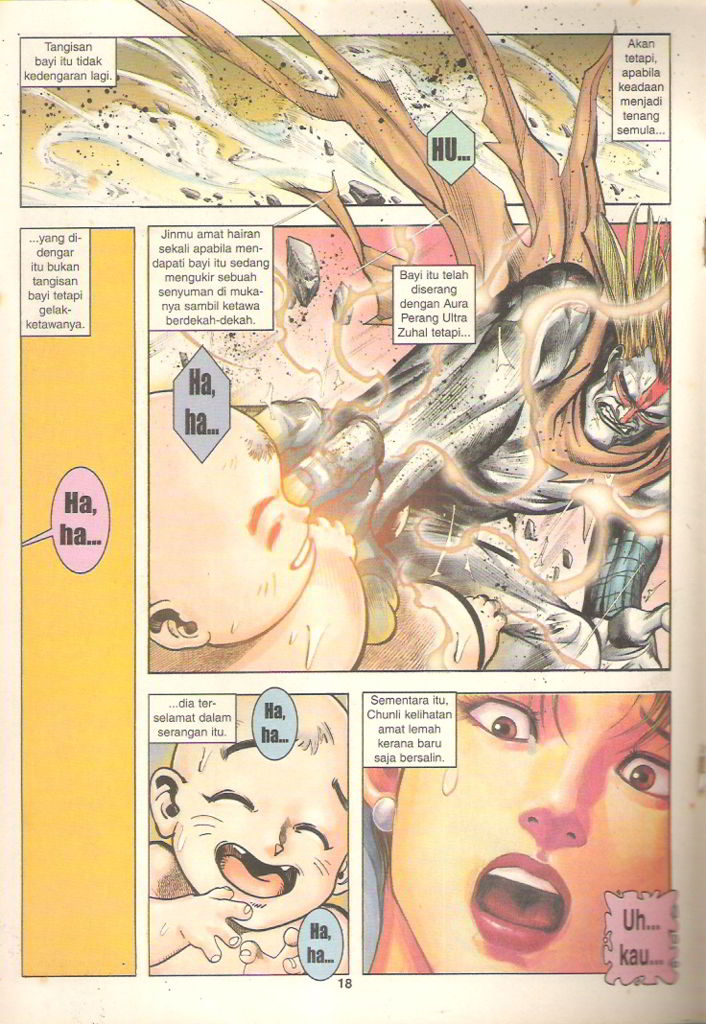 Tangisan
bayi itu tidak
kedengaran lagi.
HU...
Akan
tetapi,
apabila
keadaan
menjadi
tenang
semula...
...yang di-
dengar
itu bukan
tangisan
bayi tetapi
gelak-
ketawanya.
Ha,
ha...
Jinmu amat hairan
sekali apabila men-
dapati bayi itu sedang
mengukir sebuah
senyuman di muka-
nya sambil ketawa
berdekah-dekah.
Bayi itu telah
diserang
dengan Aura
Perang Ultra
Zuhal tetapi...
Ha,
ha...
...dia ter-
selamat dalam
serangan itu.
Ha,
ha...
Ha,
ha...
Sementara itu,
Chunli kelihatan
amat lemah
kerana baru
saja bersalin.
Uh...
kau...
18